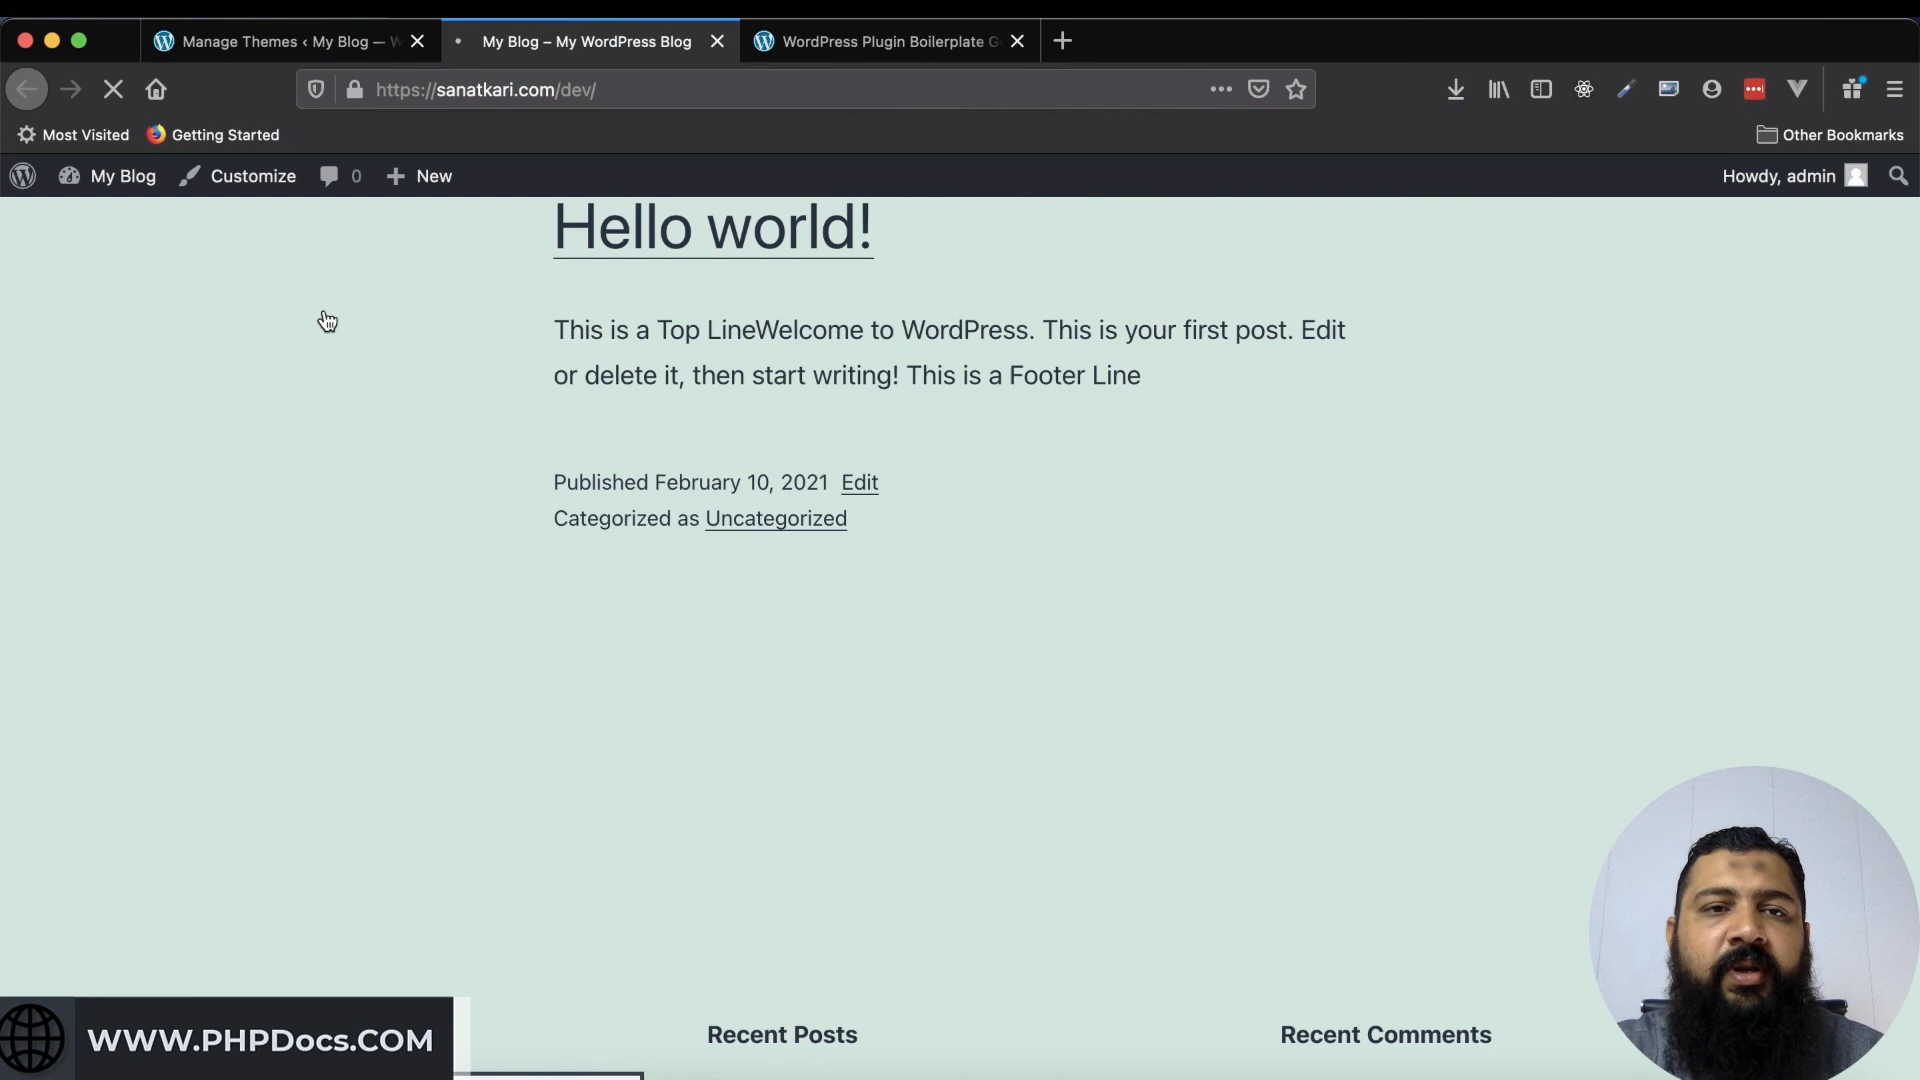 Manage Themes ‹ My Blog — W
My Blog – My WordPress Blog
WordPress Plugin Boilerplate G
https://sanatkari.com/dev/
Most Visited
Getting Started
Other Bookmarks
My Blog
Customize
0
New
Howdy, admin
Hello world!
This is a Top LineWelcome to WordPress. This is your first post. Edit
or delete it, then start writing! This is a Footer Line
Published February 10, 2021 Edit
Categorized as Uncategorized
Recent Posts
Recent Comments
WWW.PHPDocs.COM